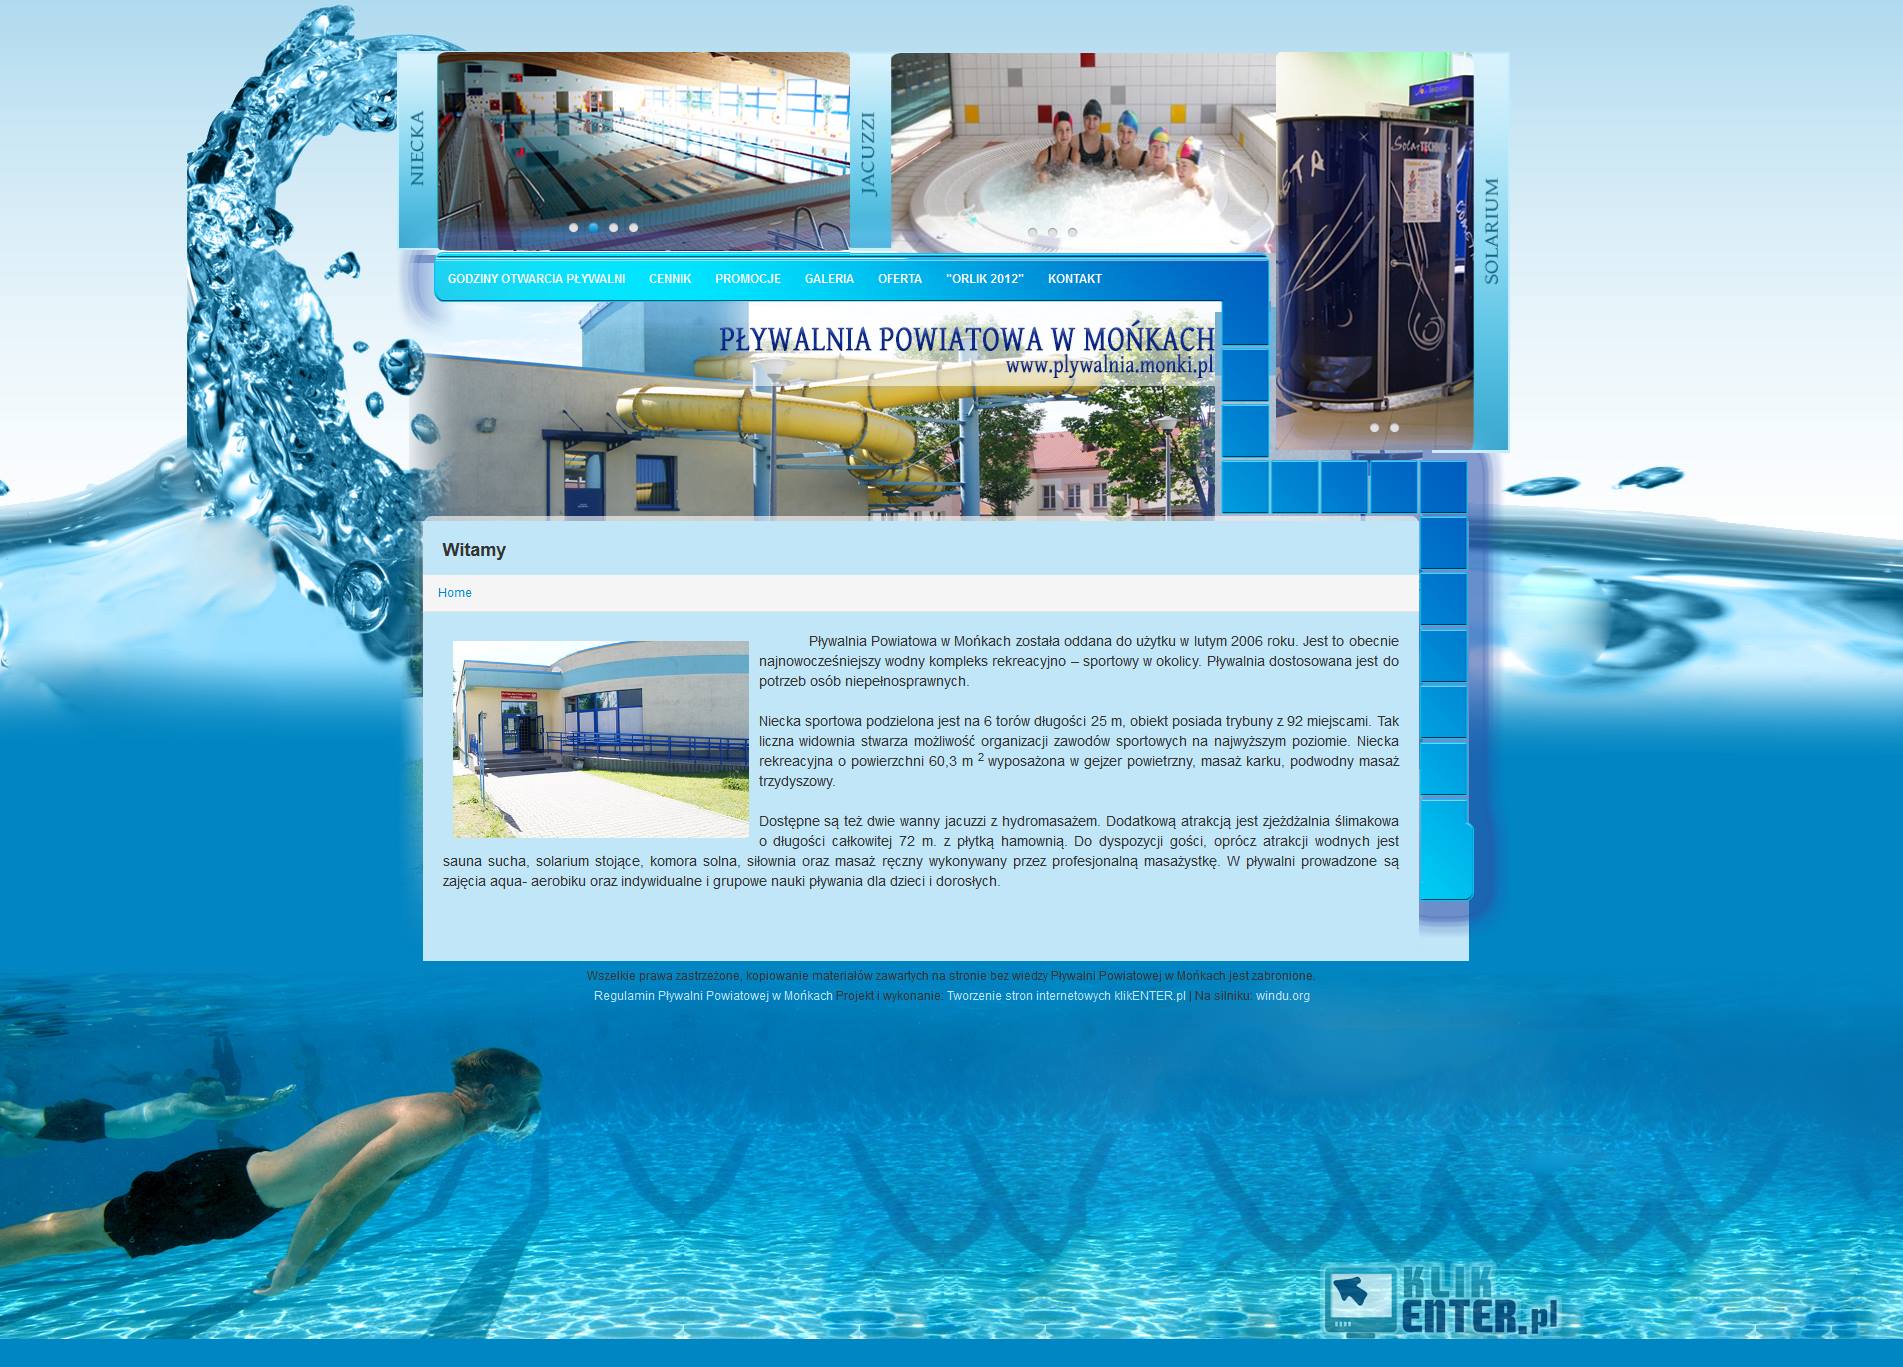 NIECKA
JACUZZI
SOLARIUM
SolarTECHNIK
GODZINY OTWARCIA PŁYWALNI CENNIK PROMOCJE GALERIA OFERTA "ORLIK 2012" KONTAKT
PŁYWALNIA POWIATOWA W MOŃKACH
www.plywalnia.monki.pl
Witamy
Home
Pływalnia Powiatowa w Mońkach została oddana do użytku w lutym 2006 roku. Jest to obecnie
najnowocześniejszy wodny kompleks rekreacyjno – sportowy w okolicy. Pływalnia dostosowana jest do
potrzeb osób niepełnosprawnych.
Niecka sportowa podzielona jest na 6 torów długości 25 m, obiekt posiada trybuny z 92 miejscami. Tak
liczna widownia stwarza możliwość organizacji zawodów sportowych na najwyższym poziomie. Niecka
rekreacyjna o powierzchni 60,3 m 2 wyposażona w gejzer powietrzny, masaż karku, podwodny masaż
trzydyszowy.
Dostępne są też dwie wanny jacuzzi z hydromasażem. Dodatkową atrakcją jest zjeżdżalnia ślimakowa
o długości całkowitej 72 m. z płytką hamownią. Do dyspozycji gości, oprócz atrakcji wodnych jest
sauna sucha, solarium stojące, komora solna, siłownia oraz masaż ręczny wykonywany przez profesjonalną masażystkę. W pływalni prowadzone są
zajęcia aqua- aerobiku oraz indywidualne i grupowe nauki pływania dla dzieci i dorosłych.
Wszelkie prawa zastrzeżone, kopiowanie materiałów zawartych na stronie bez wiedzy Pływalni Powiatowej w Mońkach jest zabronione.
Regulamin Pływalni Powiatowej w Mońkach Projekt i wykonanie: Tworzenie stron internetowych klikENTER.pl | Na silniku: windu.org
KLIK
ENTER.pl